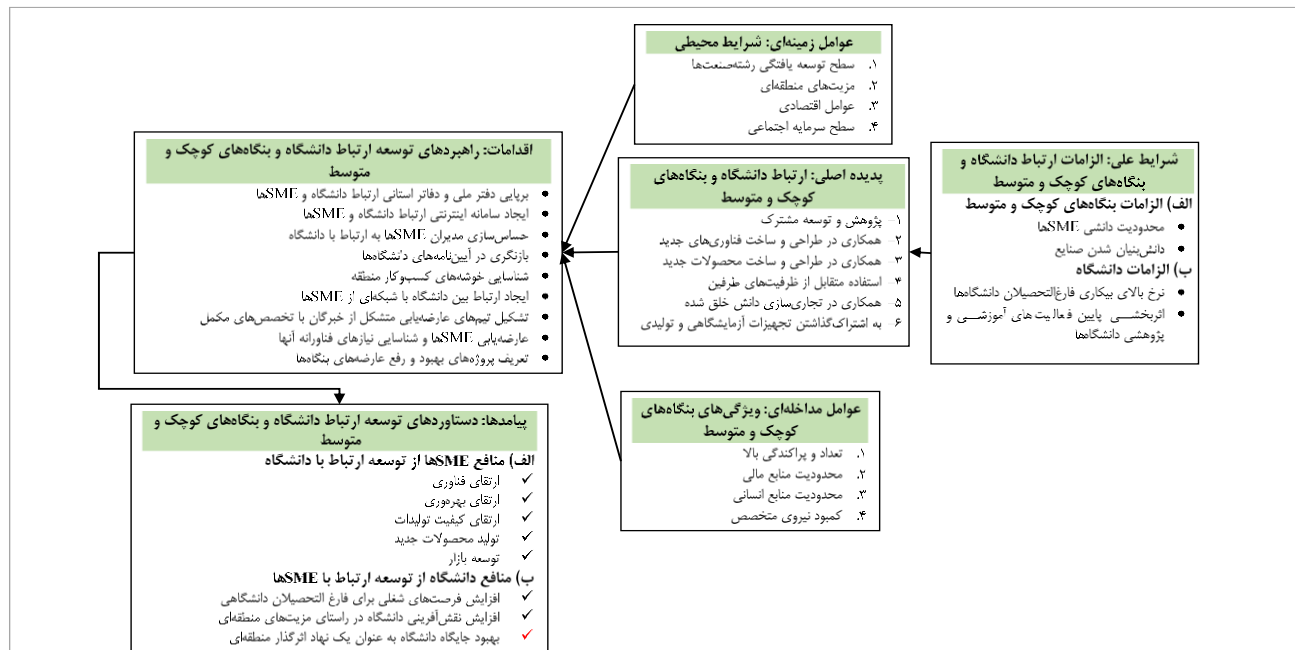 عوامل زمینه‌ای: شرایط محیطی
۱. سطح توسعه یافتگی رشته‌صنعت‌ها
۲. مزیت‌های منطقه‌ای
۳. عوامل اقتصادی
۴. سطح سرمایه اجتماعی
شرایط علی: الزامات ارتباط دانشگاه و
بنگاه‌های کوچک و متوسط
الف) الزامات بنگاه‌های کوچک و متوسط
• محدودیت دانشی SMEها
• دانش‌بنیان شدن صنایع
ب) الزامات دانشگاه
• نرخ بالای بیکاری فارغ‌التحصیلان دانشگاه‌ها
• اثربخشی پایین فعالیت‌های آموزشی و
پژوهشی دانشگاه‌ها
پدیده اصلی: ارتباط دانشگاه و بنگاه‌های
کوچک و متوسط
۱- پژوهش و توسعه مشترک
۲- همکاری در طراحی و ساخت فناوری‌های جدید
۳- همکاری در طراحی و ساخت محصولات جدید
۴- استفاده متقابل از ظرفیت‌های طرفین
۵- همکاری در تجاری‌سازی دانش خلق شده
۶- به اشتراک‌گذاشتن تجهیزات آزمایشگاهی و تولیدی
عوامل مداخله‌ای: ویژگی‌های بنگاه‌های
کوچک و متوسط
۱. تعداد و پراکندگی بالا
۲. محدودیت منابع مالی
۳. محدودیت منابع انسانی
۴. کمبود نیروی متخصص
اقدامات: راهبردهای توسعه ارتباط دانشگاه و بنگاه‌های کوچک و
متوسط
• برپایی دفتر ملی و دفاتر استانی ارتباط دانشگاه و SMEها
• ایجاد سامانه اینترنتی ارتباط دانشگاه و SMEها
• حساس‌سازی مدیران SMEها به ارتباط با دانشگاه
• بازنگری در آیین‌نامه‌های دانشگاه‌ها
• شناسایی خوشه‌های کسب‌وکار منطقه
• ایجاد ارتباط بین دانشگاه با شبکه‌ای از SMEها
• تشکیل تیم‌های عارضه‌یابی متشکل از خبرگان با تخصص‌های مکمل
• عارضه‌یابی SMEها و شناسایی نیازهای فناورانه آنها
• تعریف پروژه‌های بهبود و رفع عارضه‌های بنگاه‌ها
پیامدها: دستاوردهای توسعه ارتباط دانشگاه و بنگاه‌های کوچک و
متوسط
الف) منافع SMEها از توسعه ارتباط با دانشگاه
✓ ارتقای فناوری
✓ ارتقای بهره‌وری
✓ ارتقای کیفیت تولیدات
✓ تولید محصولات جدید
✓ توسعه بازار
ب) منافع دانشگاه از توسعه ارتباط با SMEها
✓ افزایش فرصت‌های شغلی برای فارغ التحصیلان دانشگاهی
✓ افزایش نقش‌آفرینی دانشگاه در راستای مزیت‌های منطقه‌ای
✓ بهبود جایگاه دانشگاه به عنوان یک نهاد اثرگذار منطقه‌ای